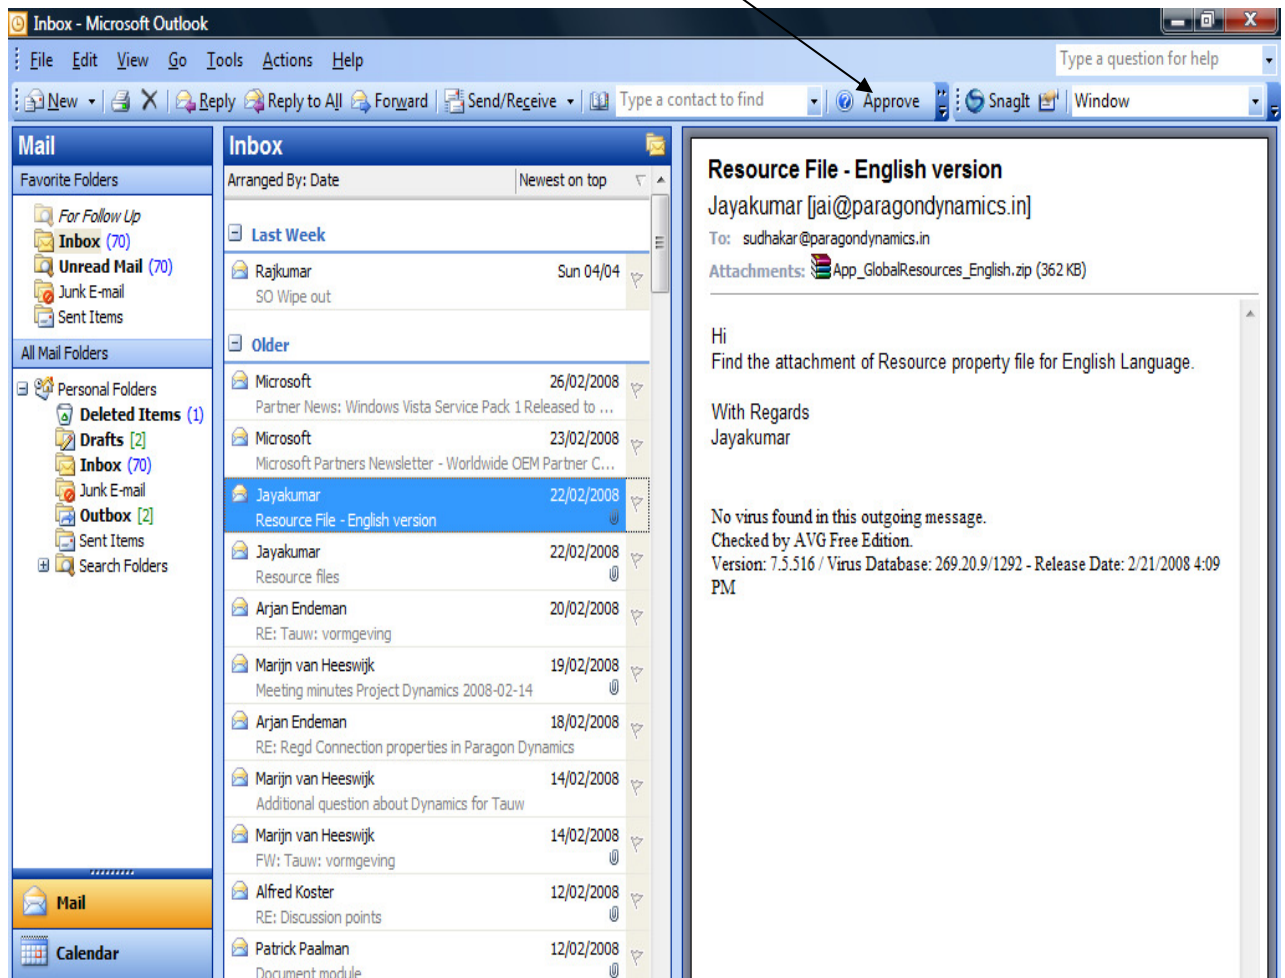 Inbox - Microsoft Outlook
File Edit View Go Tools Actions Help
Type a question for help
New Reply Reply to All Forward Send/Receive Type a contact to find Approve SnagIt Window
Mail
Favorite Folders
For Follow Up
Inbox (70)
Unread Mail (70)
Junk E-mail
Sent Items
All Mail Folders
Personal Folders
Deleted Items (1)
Drafts [2]
Inbox (70)
Junk E-mail
Outbox [2]
Sent Items
Search Folders
Mail
Calendar
Inbox
Arranged By: Date Newest on top
Last Week
Rajkumar Sun 04/04
SO Wipe out
Older
Microsoft 26/02/2008
Partner News: Windows Vista Service Pack 1 Released to ...
Microsoft 23/02/2008
Microsoft Partners Newsletter - Worldwide OEM Partner C...
Jayakumar 22/02/2008
Resource File - English version
Jayakumar 22/02/2008
Resource files
Arjan Endeman 20/02/2008
RE: Tauw: vormgeving
Marijn van Heeswijk 19/02/2008
Meeting minutes Project Dynamics 2008-02-14
Arjan Endeman 18/02/2008
RE: Regd Connection properties in Paragon Dynamics
Marijn van Heeswijk 14/02/2008
Additional question about Dynamics for Tauw
Marijn van Heeswijk 14/02/2008
FW: Tauw: vormgeving
Alfred Koster 12/02/2008
RE: Discussion points
Patrick Paalman 12/02/2008
Document module
Resource File - English version
Jayakumar [jai@paragondynamics.in]
To: sudhakar@paragondynamics.in
Attachments: App_GlobalResources_English.zip (362 KB)
Hi
Find the attachment of Resource property file for English Language.
With Regards
Jayakumar
No virus found in this outgoing message.
Checked by AVG Free Edition.
Version: 7.5.516 / Virus Database: 269.20.9/1292 - Release Date: 2/21/2008 4:09
PM